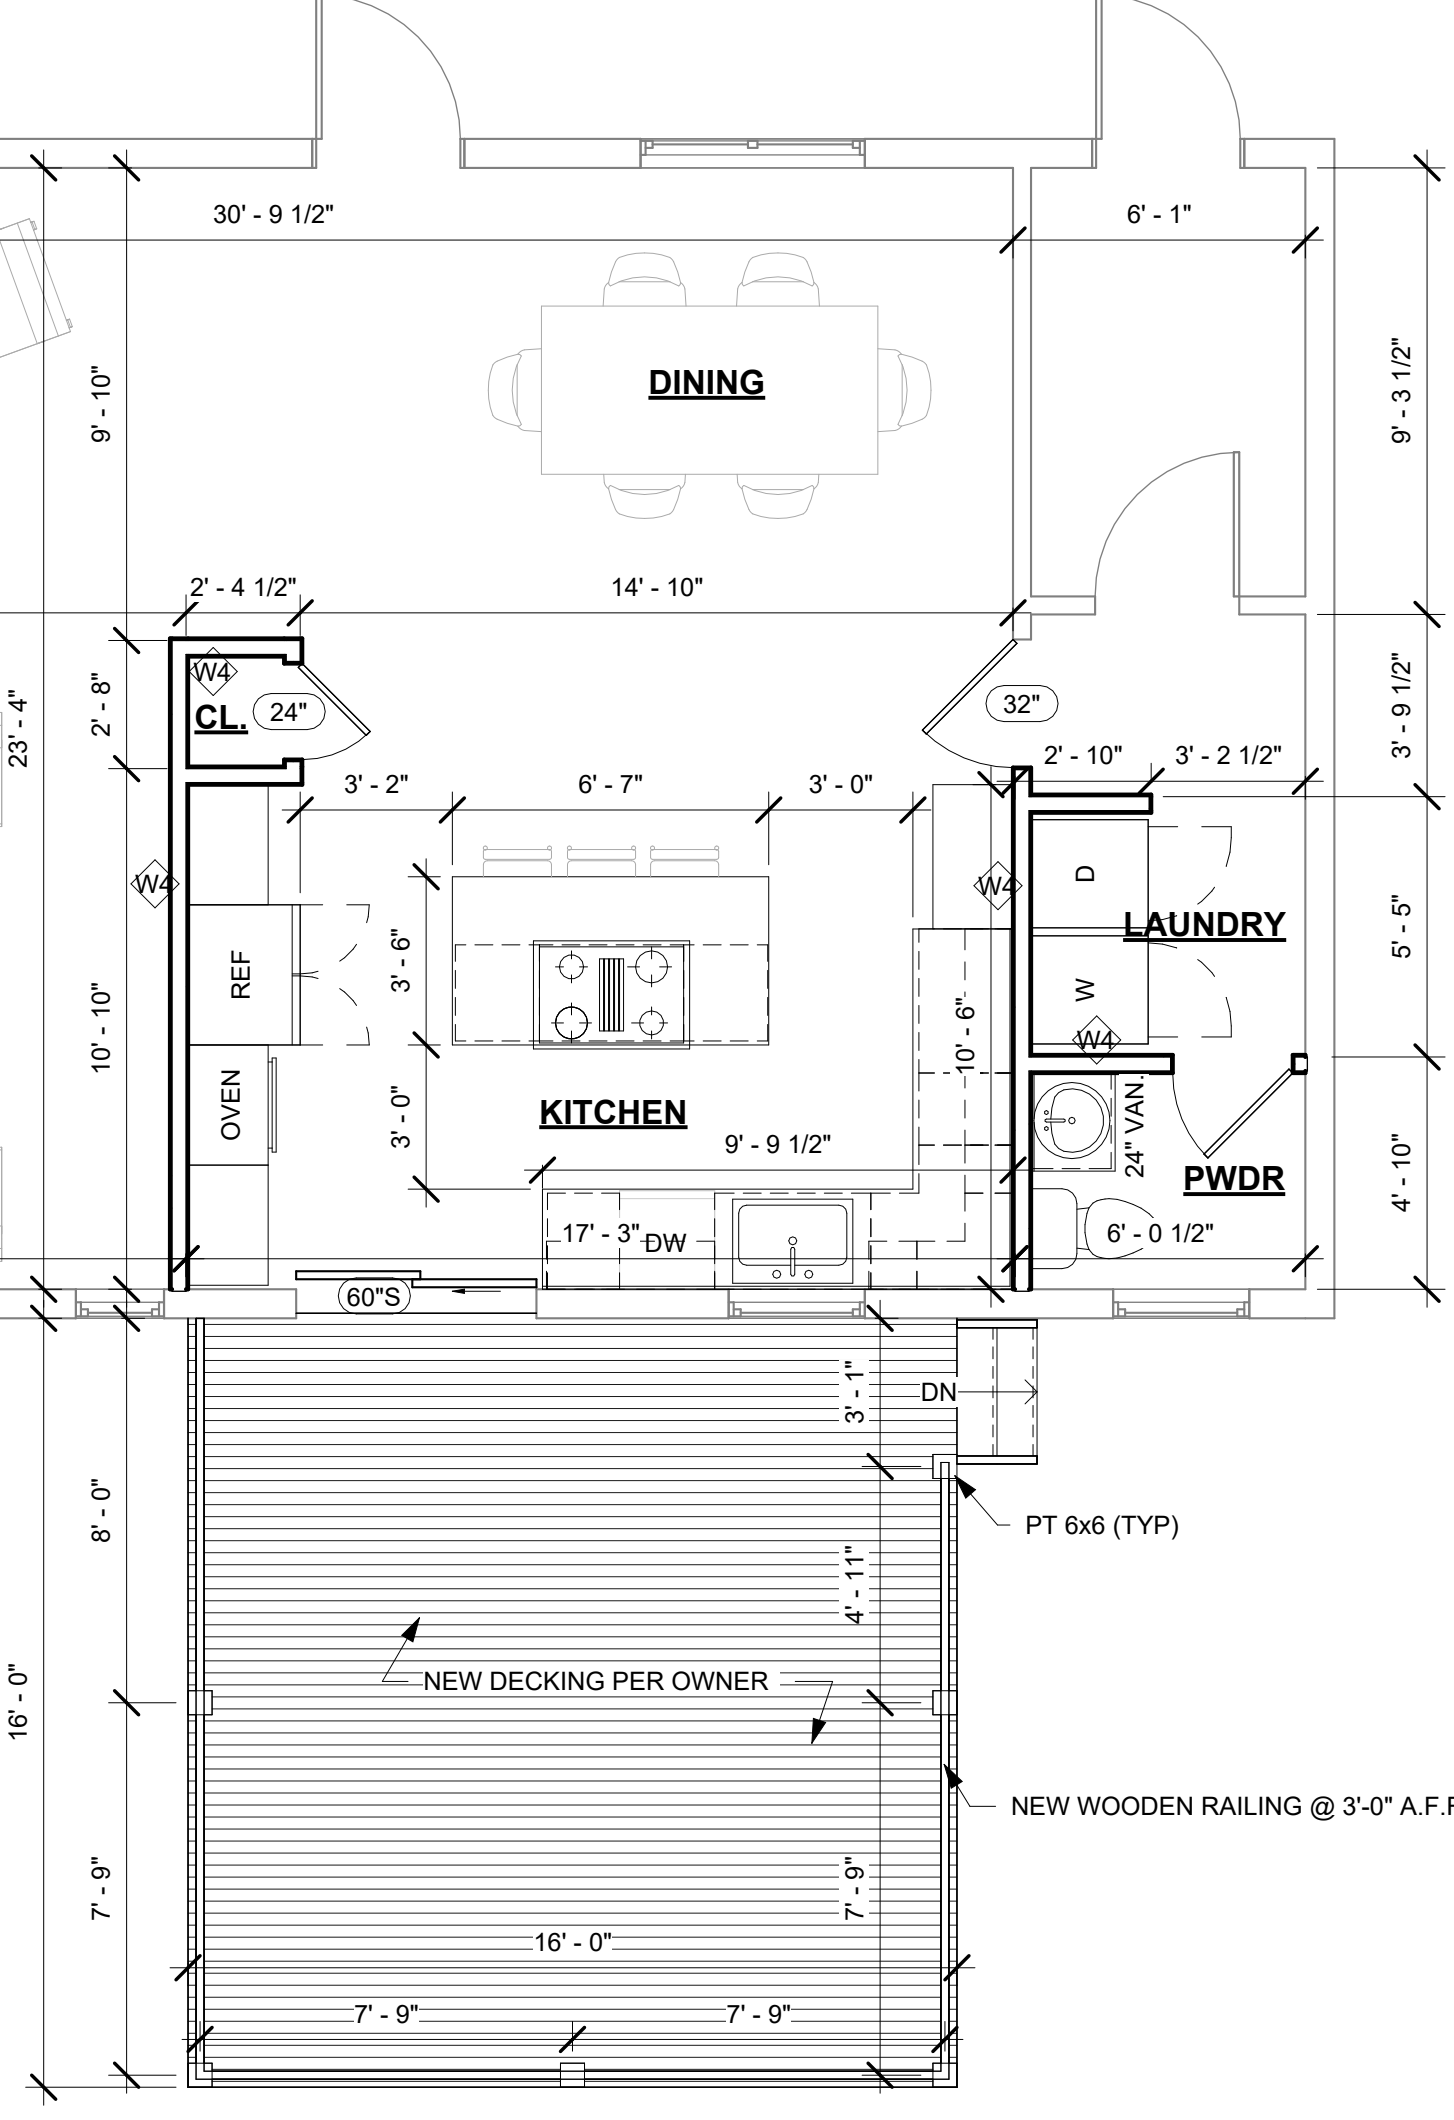 30' - 9 1/2"
6' - 1"
DINING
9' - 10"
9' - 3 1/2"
2' - 4 1/2"
14' - 10"
W4
CL.
24"
32"
2' - 8"
23' - 4"
3' - 9 1/2"
2' - 10"
3' - 2 1/2"
3' - 2"
6' - 7"
3' - 0"
W4
W4
D
LAUNDRY
5' - 5"
3' - 6"
REF
W
10' - 10"
10' - 6"
W4
OVEN
3' - 0"
KITCHEN
24" VAN.
9' - 9 1/2"
PWDR
4' - 10"
17' - 3"
DW
6' - 0 1/2"
60"S
3' - 1"
DN
8' - 0"
PT 6x6 (TYP)
4' - 11"
NEW DECKING PER OWNER
16' - 0"
NEW WOODEN RAILING @ 3'-0" A.F.F
7' - 9"
7' - 9"
16' - 0"
7' - 9"
7' - 9"